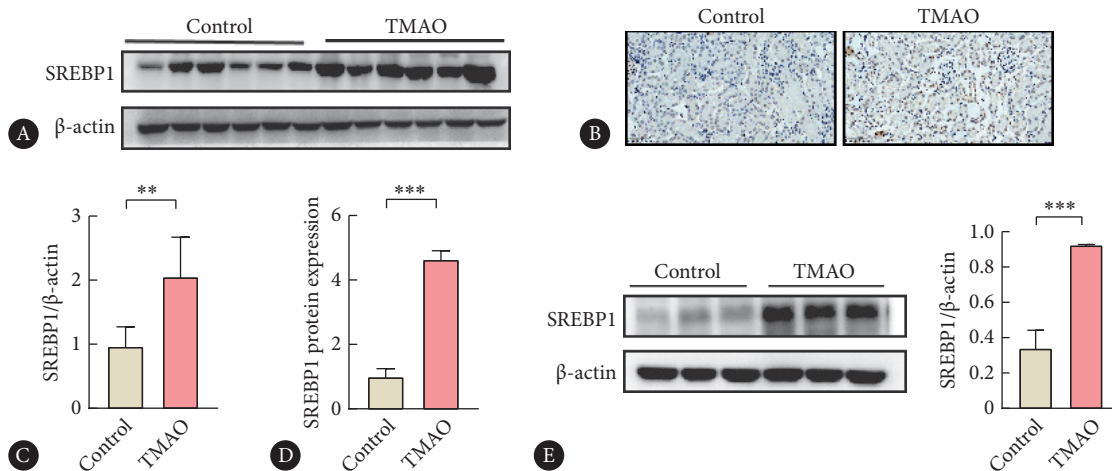 Control TMAO
SREBP1
β-actin
A
Control TMAO
B
**
SREBP1/β-actin
3
2
1
0
Control
TMAO
C
***
SREBP1 protein expression
6
4
2
0
Control
TMAO
D
Control TMAO
SREBP1
β-actin
***
SREBP1/β-actin
1.0
0.8
0.6
0.4
0.2
0
Control
TMAO
E